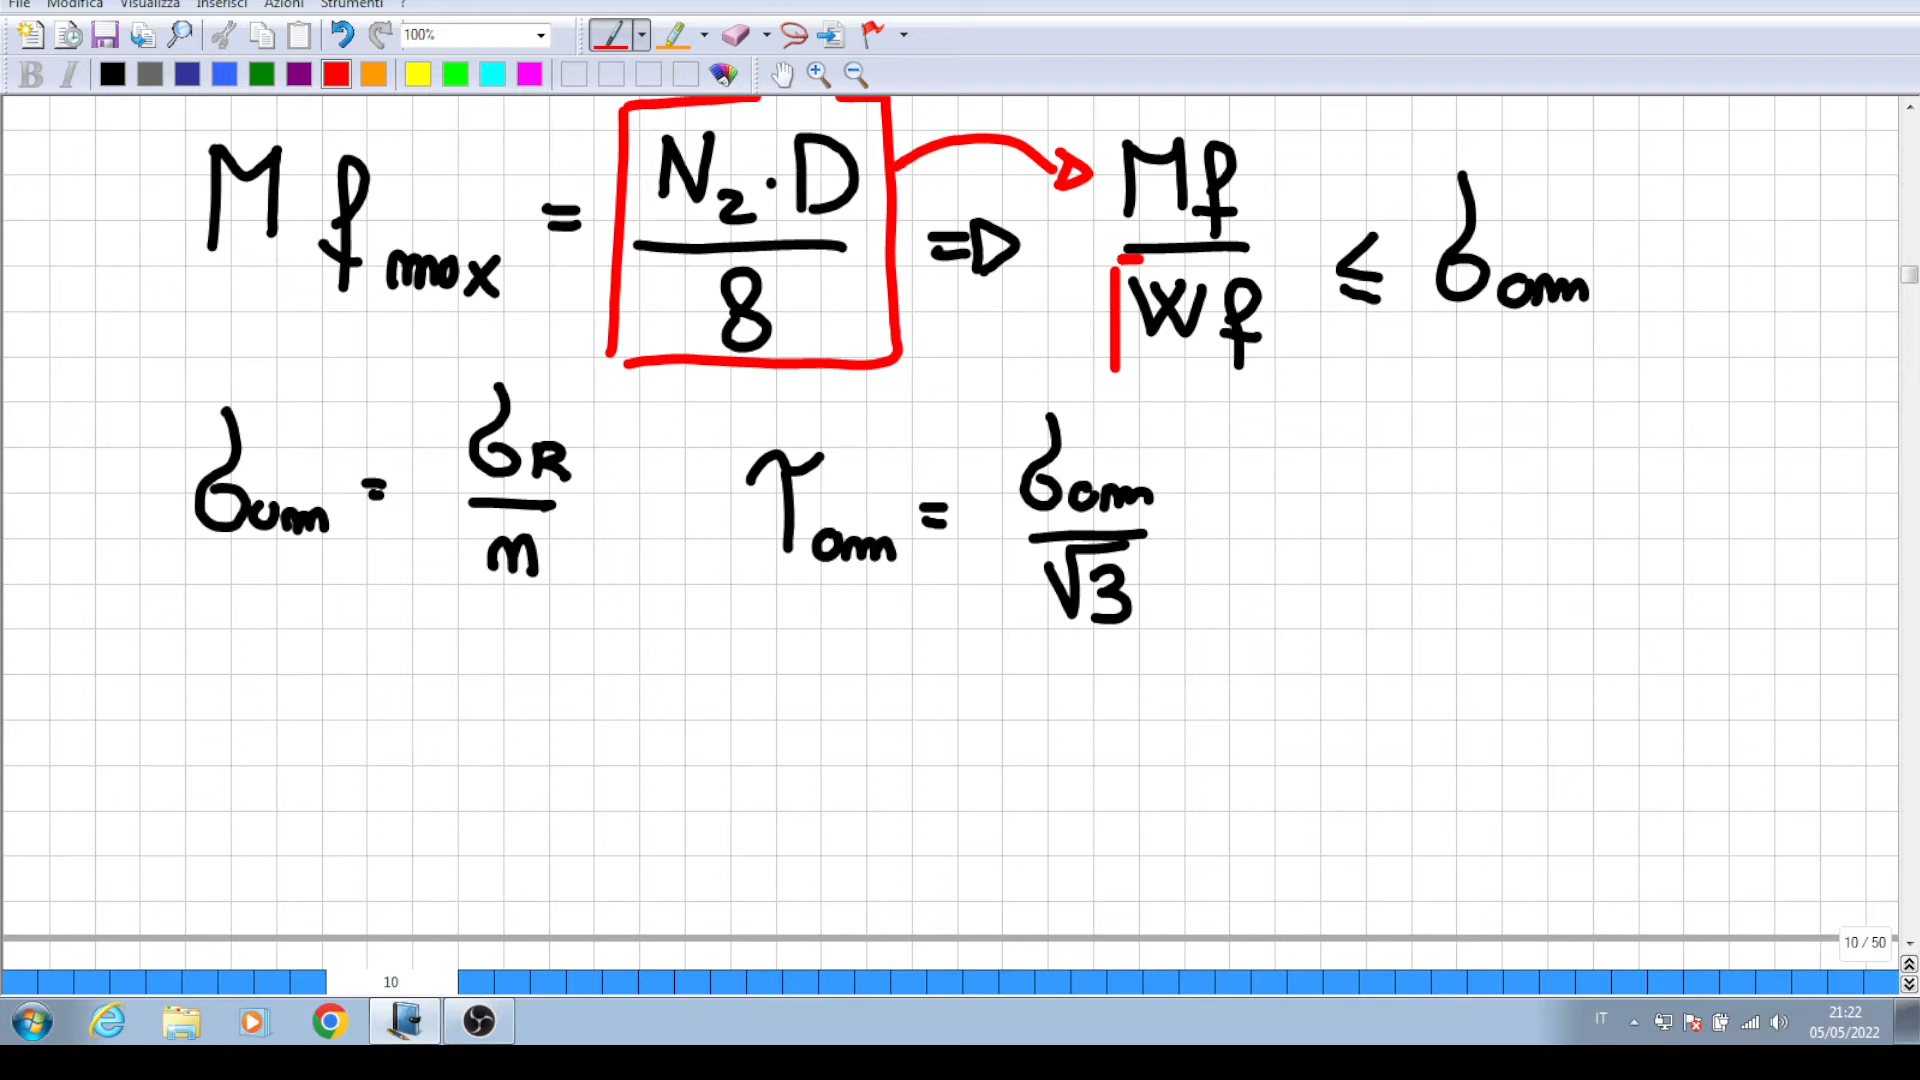 File Modifica Visualizza Inserisci Azioni Strumenti ?
100%
B I
Mf max = N₂·D / 8 => Mf / Wf ≤ σam
σam = σR / n τam = σam / √3
10 / 50
10
IT 21:22
05/05/2022